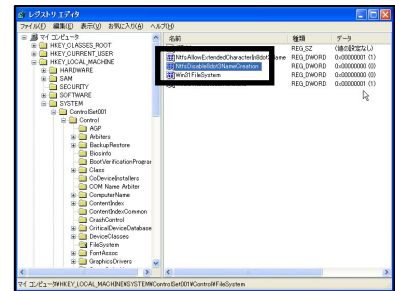 レジストリ エディタ
ファイル(F) 編集(E) 表示(V) お気に入り(A) ヘルプ(H)
マイ コンピュータ
HKEY_CLASSES_ROOT
HKEY_CURRENT_USER
HKEY_LOCAL_MACHINE
HARDWARE
SAM
SECURITY
SOFTWARE
SYSTEM
ControlSet001
Control
AGP
Arbiters
BackupRestore
Biosinfo
BootVerificationPrograr
Class
CoDeviceInstallers
COM Name Arbiter
ComputerName
ContentIndex
ContentIndexCommon
CrashControl
CriticalDeviceDatabase
DeviceClasses
FileSystem
FontAssoc
GraphicsDrivers
名前 種類 データ
REG_SZ (値の設定なし)
NtfsAllowExtendedCharacterIn8dot3Name REG_DWORD 0x00000001 (1)
NtfsDisable8dot3NameCreation REG_DWORD 0x00000000 (0)
Win31FileSystem REG_DWORD 0x00000000 (0)
REG_DWORD 0x00000001 (1)
マイ コンピュータ¥HKEY_LOCAL_MACHINE¥SYSTEM¥ControlSet001¥Control¥FileSystem